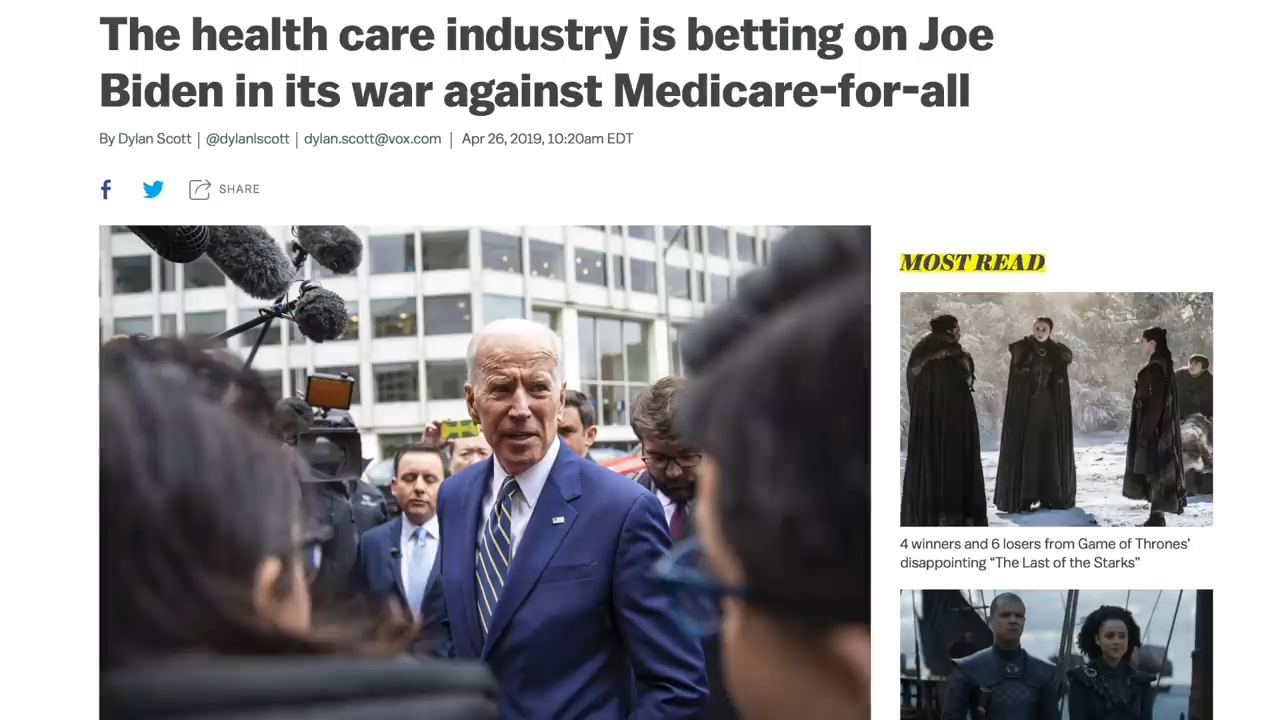 The health care industry is betting on Joe
Biden in its war against Medicare-for-all
By Dylan Scott | @dylanlscott | dylan.scott@vox.com | Apr 26, 2019, 10:20am EDT
SHARE
MOST READ
4 winners and 6 losers from Game of Thrones’
disappointing “The Last of the Starks”